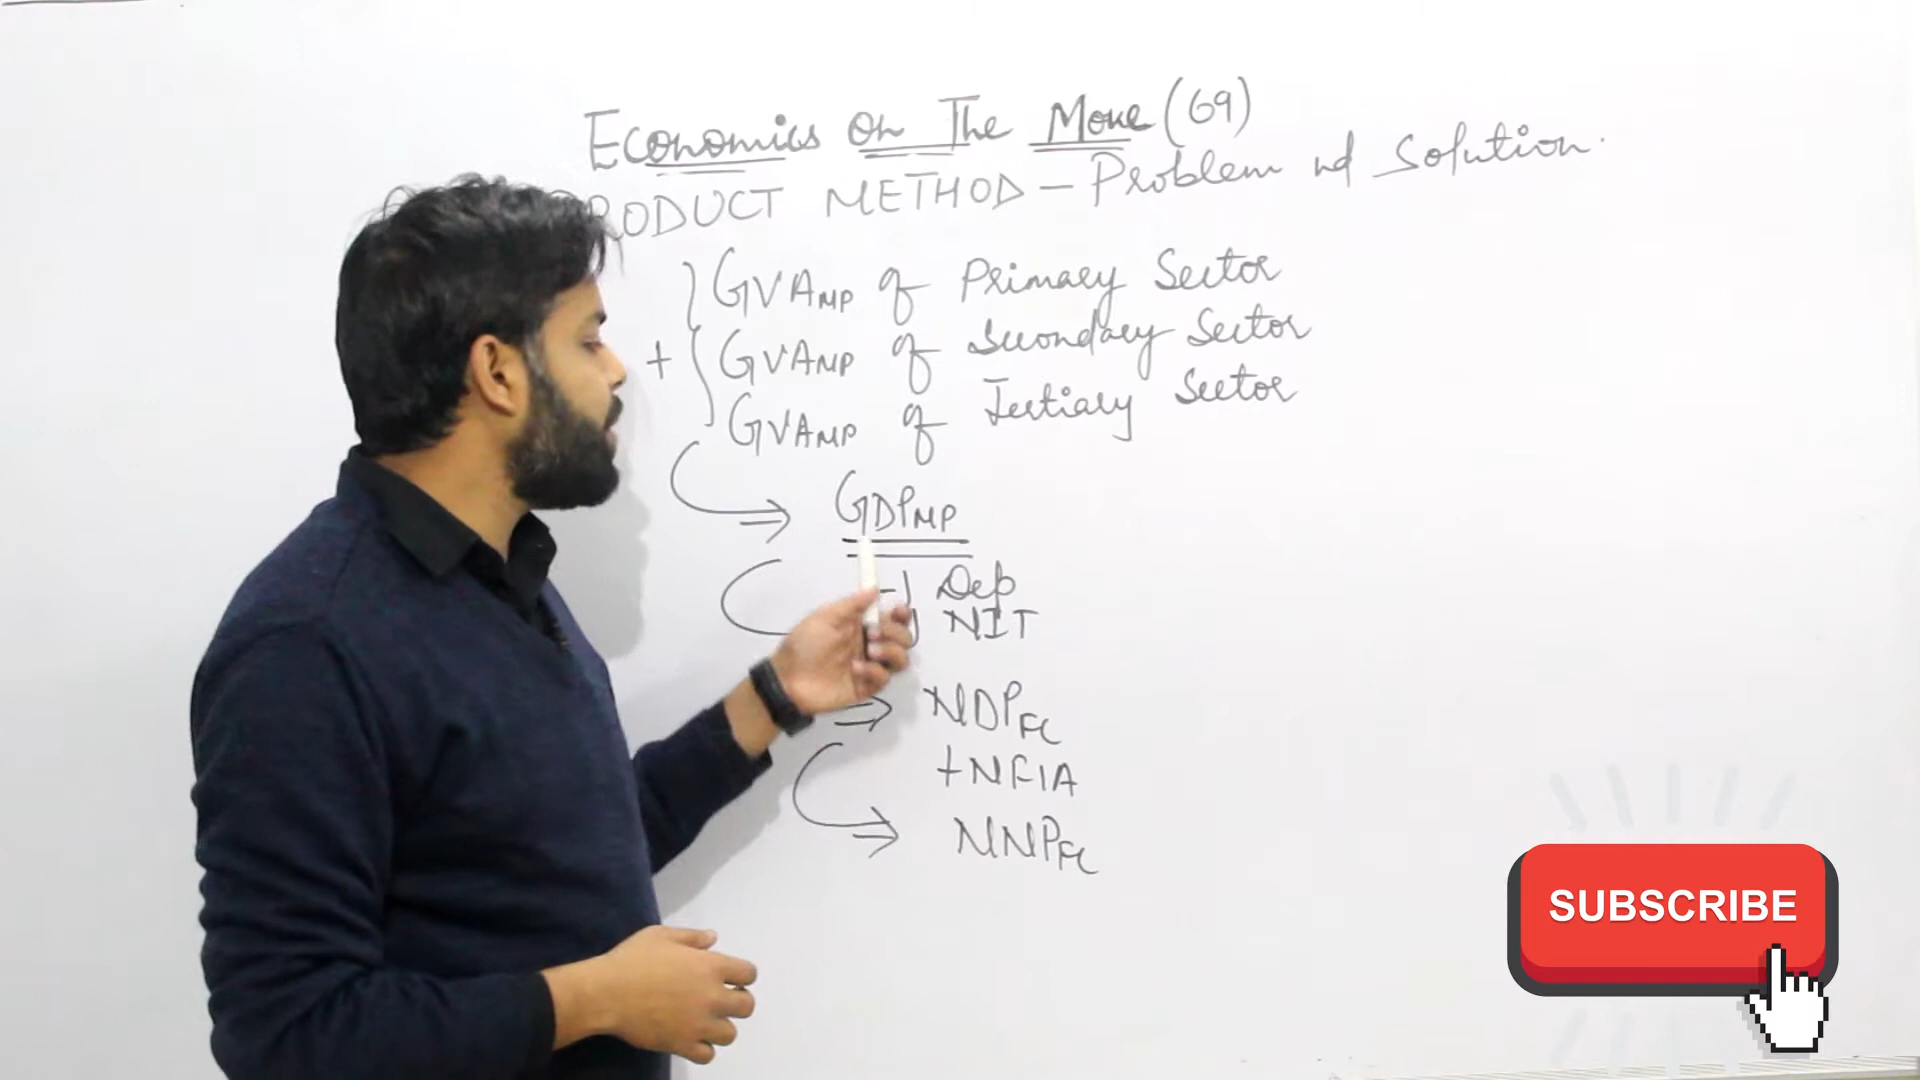 Economics On The Move (69)
RODUCT METHOD - Problem nd Solution.
GVAMP of Primary Sector
+ GVAMP of Secondary Sector
GVAMP of Tertiary Sector
⇒ GDPMP
-) Dep
) NIT
⇒ NDPFC
+NFIA
⇒ NNPFC
SUBSCRIBE